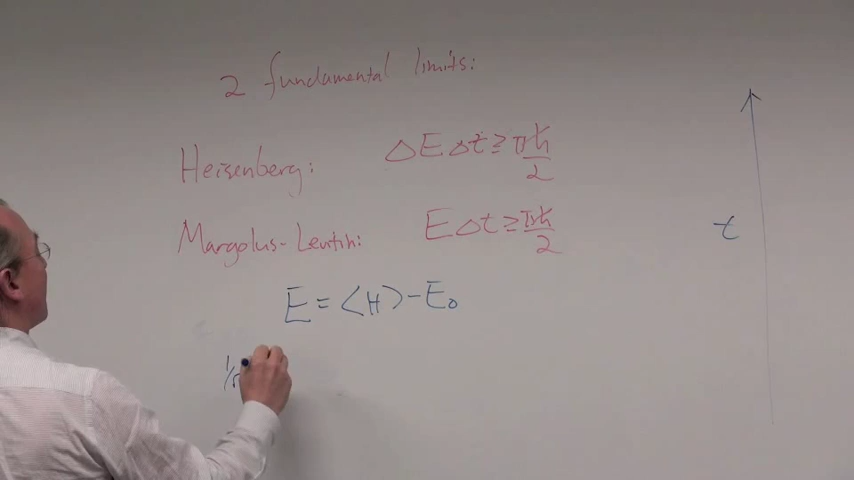 2 fundamental limits:
Heisenberg: ΔEΔt ≥ πħ/2
Margolus-Levitin: EΔt ≥ πħ/2
E = <H> - E₀
t